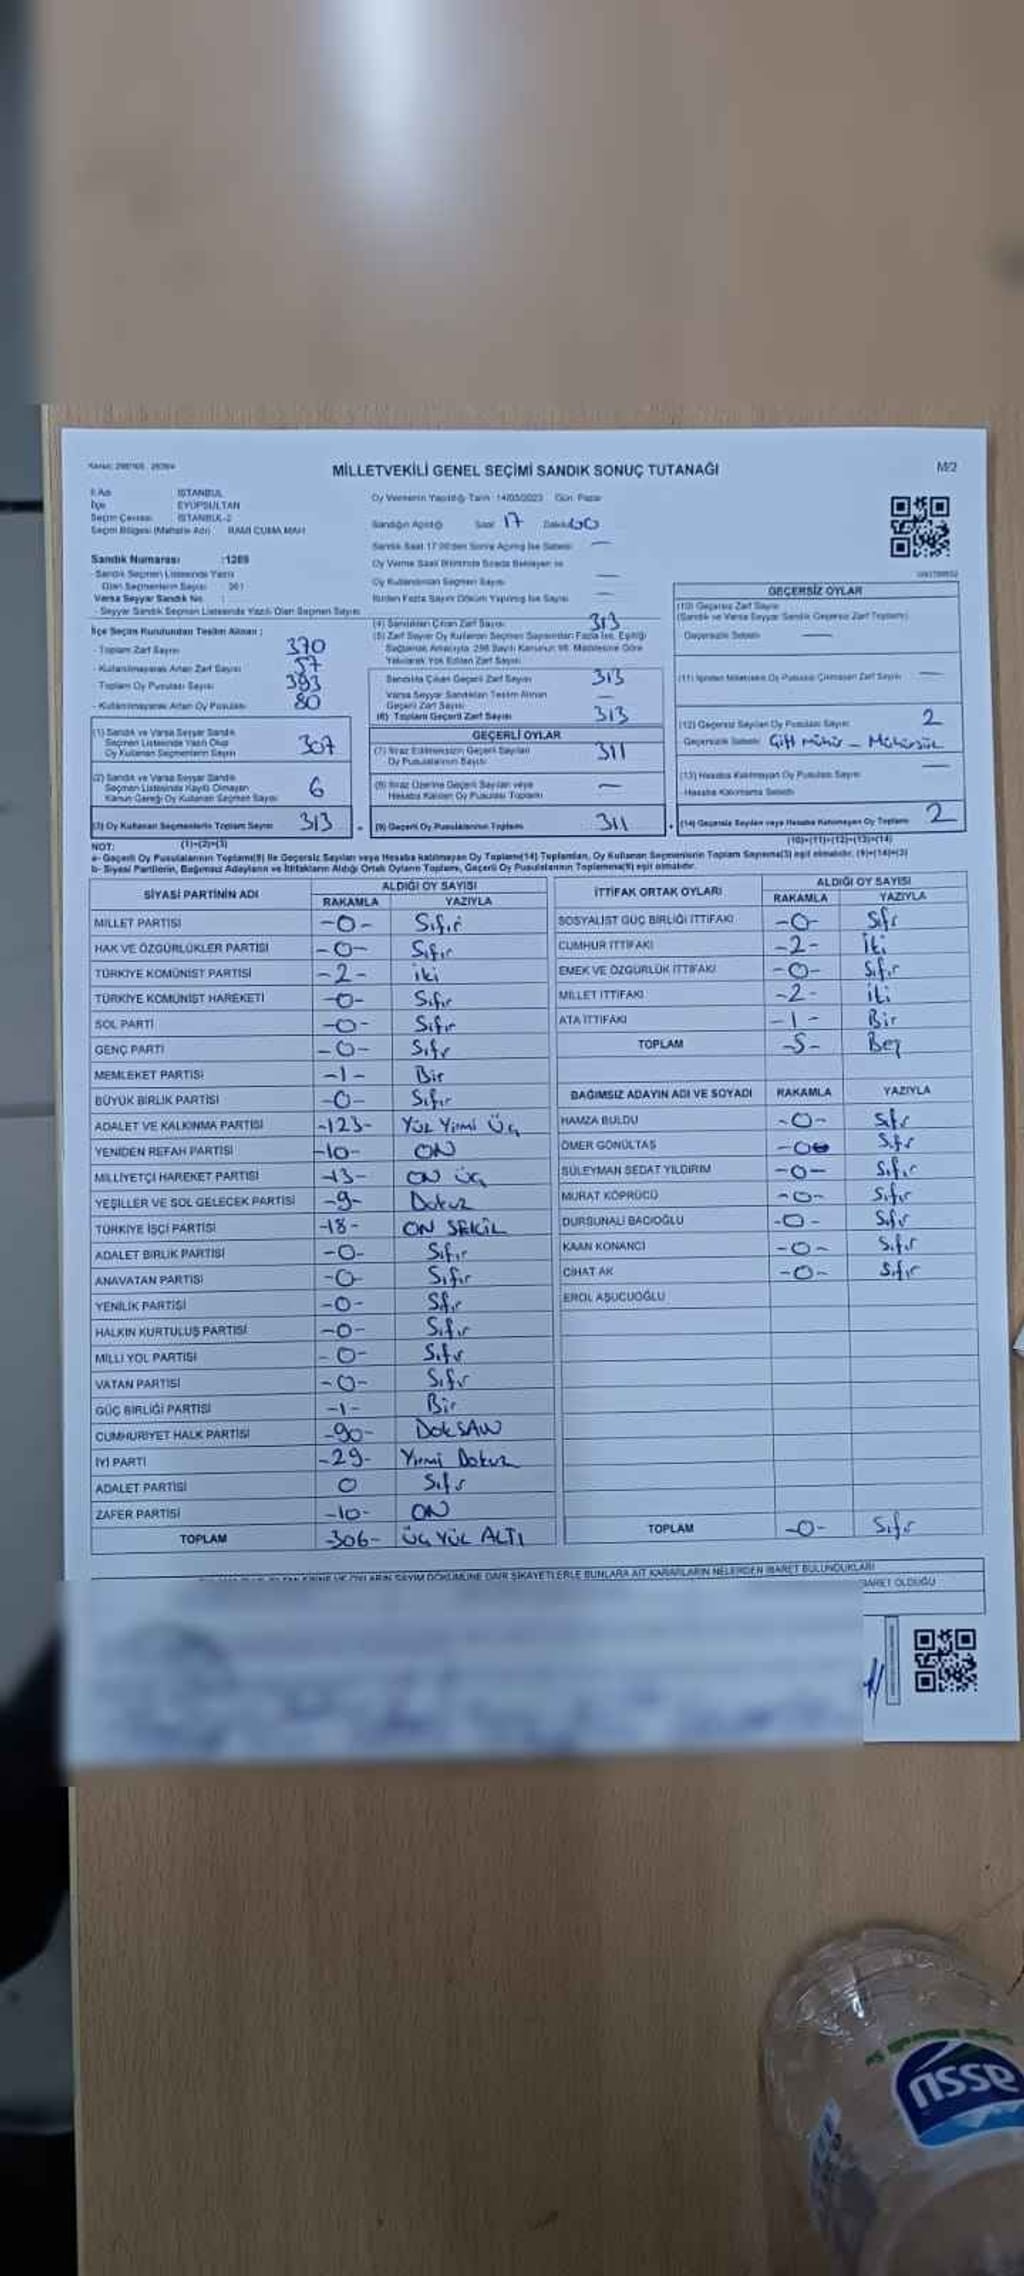 MİLLETVEKİLİ GENEL SEÇİMİ SANDIK SONUÇ TUTANAĞI
M/2
İl Adı İSTANBUL
İlçe EYÜPSULTAN
Seçim Çevresi İSTANBUL-2
Seçim Bölgesi (Mahalle Adı) RAMİ CUMA MAH
Oy Vermenin Yapıldığı Tarih :14/05/2023 Gün: Pazar
Sandığın Açıldığı Saat 17 Dakika 00
Sandık Saat 17:00'den Sonra Açılmış İse Sebebi —
Oy Verme Saati Bitiminde Sırada Bekleyen ve
Oy Kullandırılan Seçmen Sayısı —
Birden Fazla Sayım Döküm Yapılmış İse Sayısı —
Sandık Numarası :1289
Sandık Seçmen Listesinde Yazılı
Olan Seçmenlerin Sayısı 361
Varsa Seyyar Sandık No
Seyyar Sandık Seçmen Listesinde Yazılı Olan Seçmen Sayısı
İlçe Seçim Kurulundan Teslim Alınan :
- Toplam Zarf Sayısı 370
- Kullanılmayarak Artan Zarf Sayısı 57
Toplam Oy Pusulası Sayısı 393
- Kullanılmayarak Artan Oy Pusulası 80
(1) Sandık ve Varsa Seyyar Sandık
Seçmen Listesinde Yazılı Olup
Oy Kullanan Seçmenlerin Sayısı 307
(2) Sandık ve Varsa Seyyar Sandık
Seçmen Listesinde Kayıtlı Olmayan
Kanun Gereği Oy Kullanan Seçmen Sayısı 6
(3) Oy Kullanan Seçmenlerin Toplam Sayısı 313
(1)+(2)=(3)
(4) Sandıktan Çıkan Zarf Sayısı 313
(5) Zarf Sayısı Oy Kullanan Seçmen Sayısından Fazla İse, Eşitliği
Sağlamak Amacıyla, 298 Sayılı Kanunun 98. Maddesine Göre
Yakılarak Yok Edilen Zarf Sayısı
Sandıkta Çıkan Geçerli Zarf Sayısı 313
Varsa Seyyar Sandıktan Teslim Alınan
Geçerli Zarf Sayısı —
(6) Toplam Geçerli Zarf Sayısı 313
GEÇERLİ OYLAR
(7) İtiraz Edilmeksizin Geçerli Sayılan
Oy Pusulalarının Sayısı 311
(8) İtiraz Üzerine Geçerli Sayılan veya
Hesaba Katılan Oy Pusulası Toplamı —
(9) Geçerli Oy Pusulalarının Toplamı 311
GEÇERSİZ OYLAR
(10) Geçersiz Zarf Sayısı
(Sandık ve Varsa Seyyar Sandık Geçersiz Zarf Toplamı)
Geçersizlik Sebebi —
(11) İçinden Milletvekili Oy Pusulası Çıkmayan Zarf Sayısı —
(12) Geçersiz Sayılan Oy Pusulası Sayısı 2
Geçersizlik Sebebi Çift mühür - Mühürsüz
(13) Hesaba Katılmayan Oy Pusulası Sayısı —
Hesaba Katılmama Sebebi
(14) Geçersiz Sayılan veya Hesaba Katılmayan Oy Toplamı 2
(10)+(11)+(12)+(13)=(14)
NOT:
a- Geçerli Oy Pusulalarının Toplamı(9) ile Geçersiz Sayılan veya Hesaba katılmayan Oy Toplamı(14) Toplamları, Oy Kullanan Seçmenlerin Toplam Sayısına(3) eşit olmalıdır. (9)+(14)=(3)
b- Siyasi Partilerin, Bağımsız Adayların ve İttifakların Aldığı Oyların Toplamı, Geçerli Oy Pusulalarının Toplamına(9) eşit olmalıdır.
SİYASİ PARTİNİN ADI ALDIĞI OY SAYISI
RAKAMLA YAZIYLA
MİLLET PARTİSİ -0- Sıfır
HAK VE ÖZGÜRLÜKLER PARTİSİ -0- Sıfır
TÜRKİYE KOMÜNİST PARTİSİ -2- iki
TÜRKİYE KOMÜNİST HAREKETİ -0- Sıfır
SOL PARTİ -0- Sıfır
GENÇ PARTİ -0- Sıfır
MEMLEKET PARTİSİ -1- Bir
BÜYÜK BİRLİK PARTİSİ -0- Sıfır
ADALET VE KALKINMA PARTİSİ -123- Yüz Yirmi Üç
YENİDEN REFAH PARTİSİ -10- ON
MİLLİYETÇİ HAREKET PARTİSİ -13- ON üç
YEŞİLLER VE SOL GELECEK PARTİSİ -9- Dokuz
TÜRKİYE İŞÇİ PARTİSİ -18- ON SEKİZ
ADALET BİRLİK PARTİSİ -0- Sıfır
ANAVATAN PARTİSİ -0- Sıfır
YENİLİK PARTİSİ -0- Sıfır
HALKIN KURTULUŞ PARTİSİ -0- Sıfır
MİLLİ YOL PARTİSİ -0- Sıfır
VATAN PARTİSİ -0- Sıfır
GÜÇ BİRLİĞİ PARTİSİ -1- Bir
CUMHURİYET HALK PARTİSİ -90- DOKSAN
İYİ PARTİ -29- Yirmi Dokuz
ADALET PARTİSİ 0 Sıfır
ZAFER PARTİSİ -10- ON
TOPLAM -306- ÜÇ YÜZ ALTI
İTTİFAK ORTAK OYLARI ALDIĞI OY SAYISI
RAKAMLA YAZIYLA
SOSYALİST GÜÇ BİRLİĞİ İTTİFAKI -0- Sıfır
CUMHUR İTTİFAKI -2- İki
EMEK VE ÖZGÜRLÜK İTTİFAKI -0- Sıfır
MİLLET İTTİFAKI -2- iki
ATA İTTİFAKI -1- Bir
TOPLAM -5- Beş
BAĞIMSIZ ADAYIN ADI VE SOYADI RAKAMLA YAZIYLA
HAMZA BULDU -0- Sıfır
ÖMER GÖNÜLTAŞ -0- Sıfır
SÜLEYMAN SEDAT YILDIRIM -0- Sıfır
MURAT KÖPRÜCÜ -0- Sıfır
DURSUNALİ BACIOĞLU -0- Sıfır
KAAN KONANCI -0- Sıfır
CİHAT AK -0- Sıfır
EROL AŞUCUOĞLU
TOPLAM -0- Sıfır
OYLARIN SAYIM DÖKÜMÜNE DAİR ŞİKAYETLERLE BUNLARA AİT KARARLARIN NELERDEN İBARET BULUNDUKLARI
İBARET OLDUĞU
assu